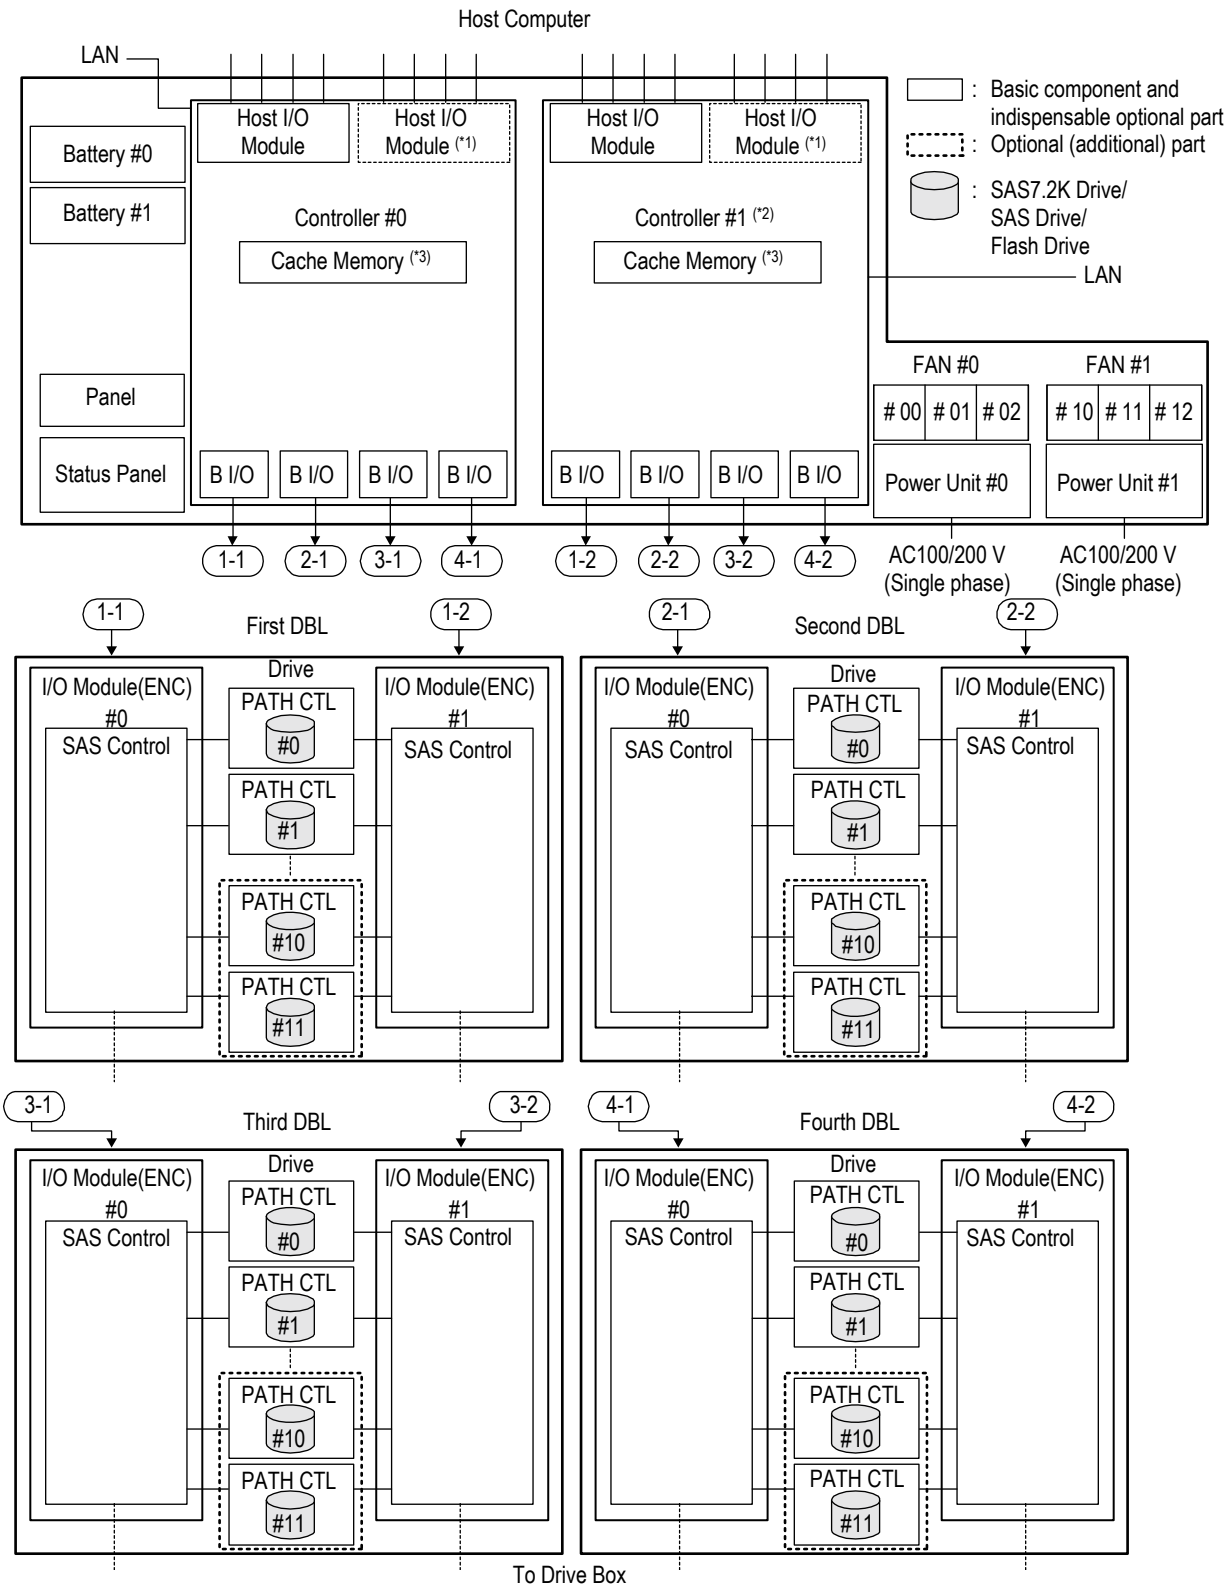 Host Computer
LAN
Host I/O
Module
Host I/O
Module (*1)
Host I/O
Module
Host I/O
Module (*1)
: Basic component and
indispensable optional part
: Optional (additional) part
: SAS7.2K Drive/
SAS Drive/
Flash Drive
Battery #0
Battery #1
Controller #0
Cache Memory (*3)
Controller #1 (*2)
Cache Memory (*3)
LAN
Panel
Status Panel
FAN #0
FAN #1
# 00 # 01 # 02
# 10 # 11 # 12
B I/O B I/O B I/O B I/O
B I/O B I/O B I/O B I/O
Power Unit #0
Power Unit #1
1-1 2-1 3-1 4-1
1-2 2-2 3-2 4-2
AC100/200 V
(Single phase)
AC100/200 V
(Single phase)
1-1
First DBL
1-2
I/O Module(ENC)
#0
SAS Control
Drive
PATH CTL
#0
PATH CTL
#1
PATH CTL
#10
PATH CTL
#11
I/O Module(ENC)
#1
SAS Control
2-1
Second DBL
2-2
I/O Module(ENC)
#0
SAS Control
Drive
PATH CTL
#0
PATH CTL
#1
PATH CTL
#10
PATH CTL
#11
I/O Module(ENC)
#1
SAS Control
3-1
Third DBL
3-2
I/O Module(ENC)
#0
SAS Control
Drive
PATH CTL
#0
PATH CTL
#1
PATH CTL
#10
PATH CTL
#11
I/O Module(ENC)
#1
SAS Control
4-1
Fourth DBL
4-2
I/O Module(ENC)
#0
SAS Control
Drive
PATH CTL
#0
PATH CTL
#1
PATH CTL
#10
PATH CTL
#11
I/O Module(ENC)
#1
SAS Control
To Drive Box